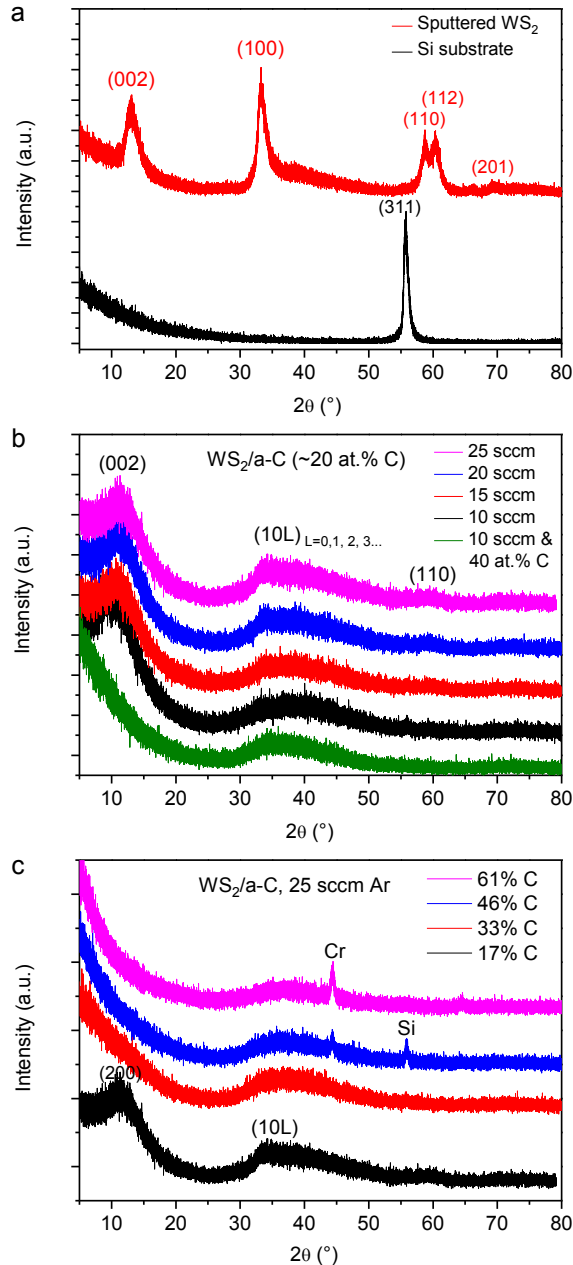 a
Sputtered WS₂
Si substrate
(002)
(100)
(112)
(110)
(201)
(311)
Intensity (a.u.)
10 20 30 40 50 60 70 80
2θ (°)
b
WS₂/a-C (~20 at.% C)
25 sccm
20 sccm
15 sccm
10 sccm
10 sccm &
40 at.% C
(002)
(10L) L=0,1, 2, 3...
(110)
Intensity (a.u.)
10 20 30 40 50 60 70 80
2θ (°)
c
WS₂/a-C, 25 sccm Ar
61% C
46% C
33% C
17% C
Cr
Si
(200)
(10L)
Intensity (a.u.)
10 20 30 40 50 60 70 80
2θ (°)